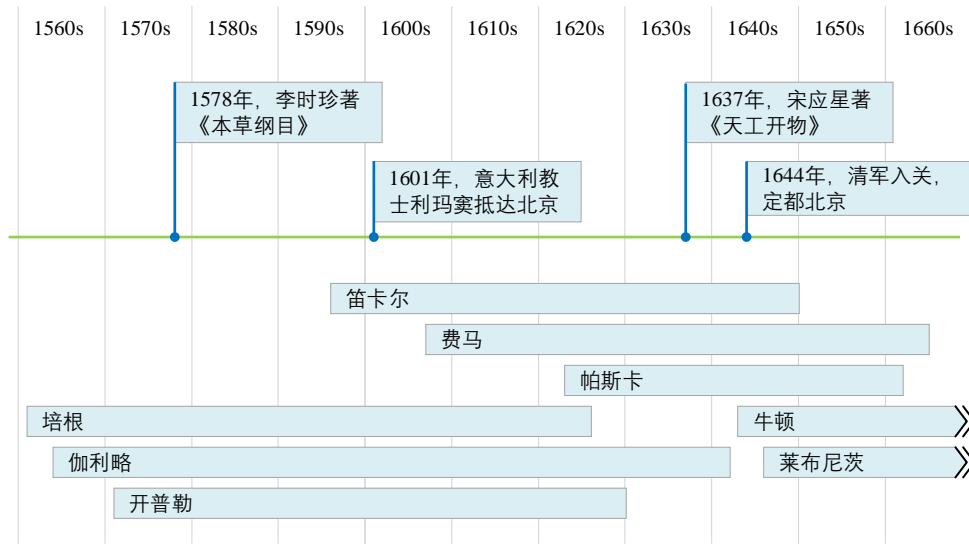 1560s 1570s 1580s 1590s 1600s 1610s 1620s 1630s 1640s 1650s 1660s
1578年，李时珍著
《本草纲目》
1637年，宋应星著
《天工开物》
1601年，意大利教
士利玛窦抵达北京
1644年，清军入关，
定都北京
笛卡尔
费马
帕斯卡
培根
牛顿
伽利略
莱布尼茨
开普勒